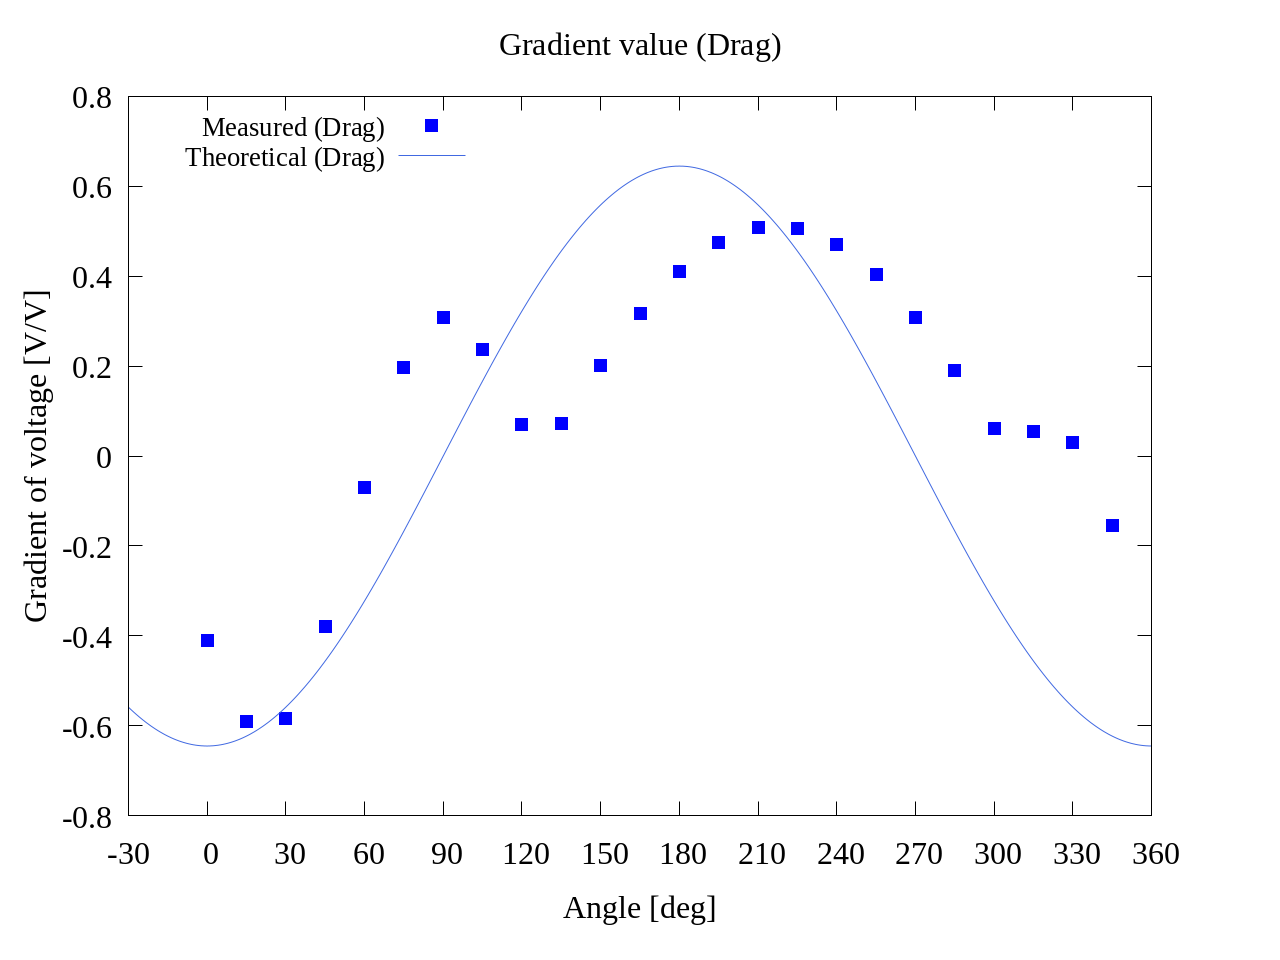 Gradient value (Drag)
Measured (Drag)
Theoretical (Drag)
Gradient of voltage [V/V]
0.8
0.6
0.4
0.2
0
-0.2
-0.4
-0.6
-0.8
-30 0 30 60 90 120 150 180 210 240 270 300 330 360
Angle [deg]